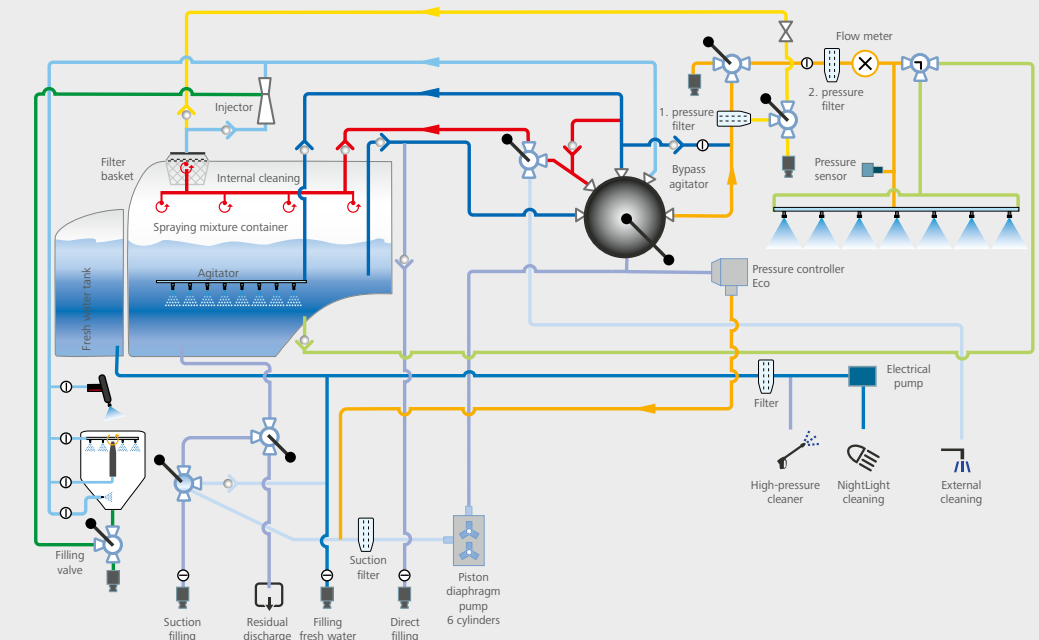 Flow meter
Injector
1. pressure
filter
2. pressure
filter
Filter
basket
Internal cleaning
Bypass
agitator
Pressure
sensor
Spraying mixture container
Fresh water tank
Agitator
Pressure controller
Eco
Electrical
pump
Filter
High-pressure
cleaner
NightLight
cleaning
External
cleaning
Filling
valve
Suction
filter
Piston
diaphragm
pump
6 cylinders
Suction
filling
Residual
discharge
Filling
fresh water
Direct
filling